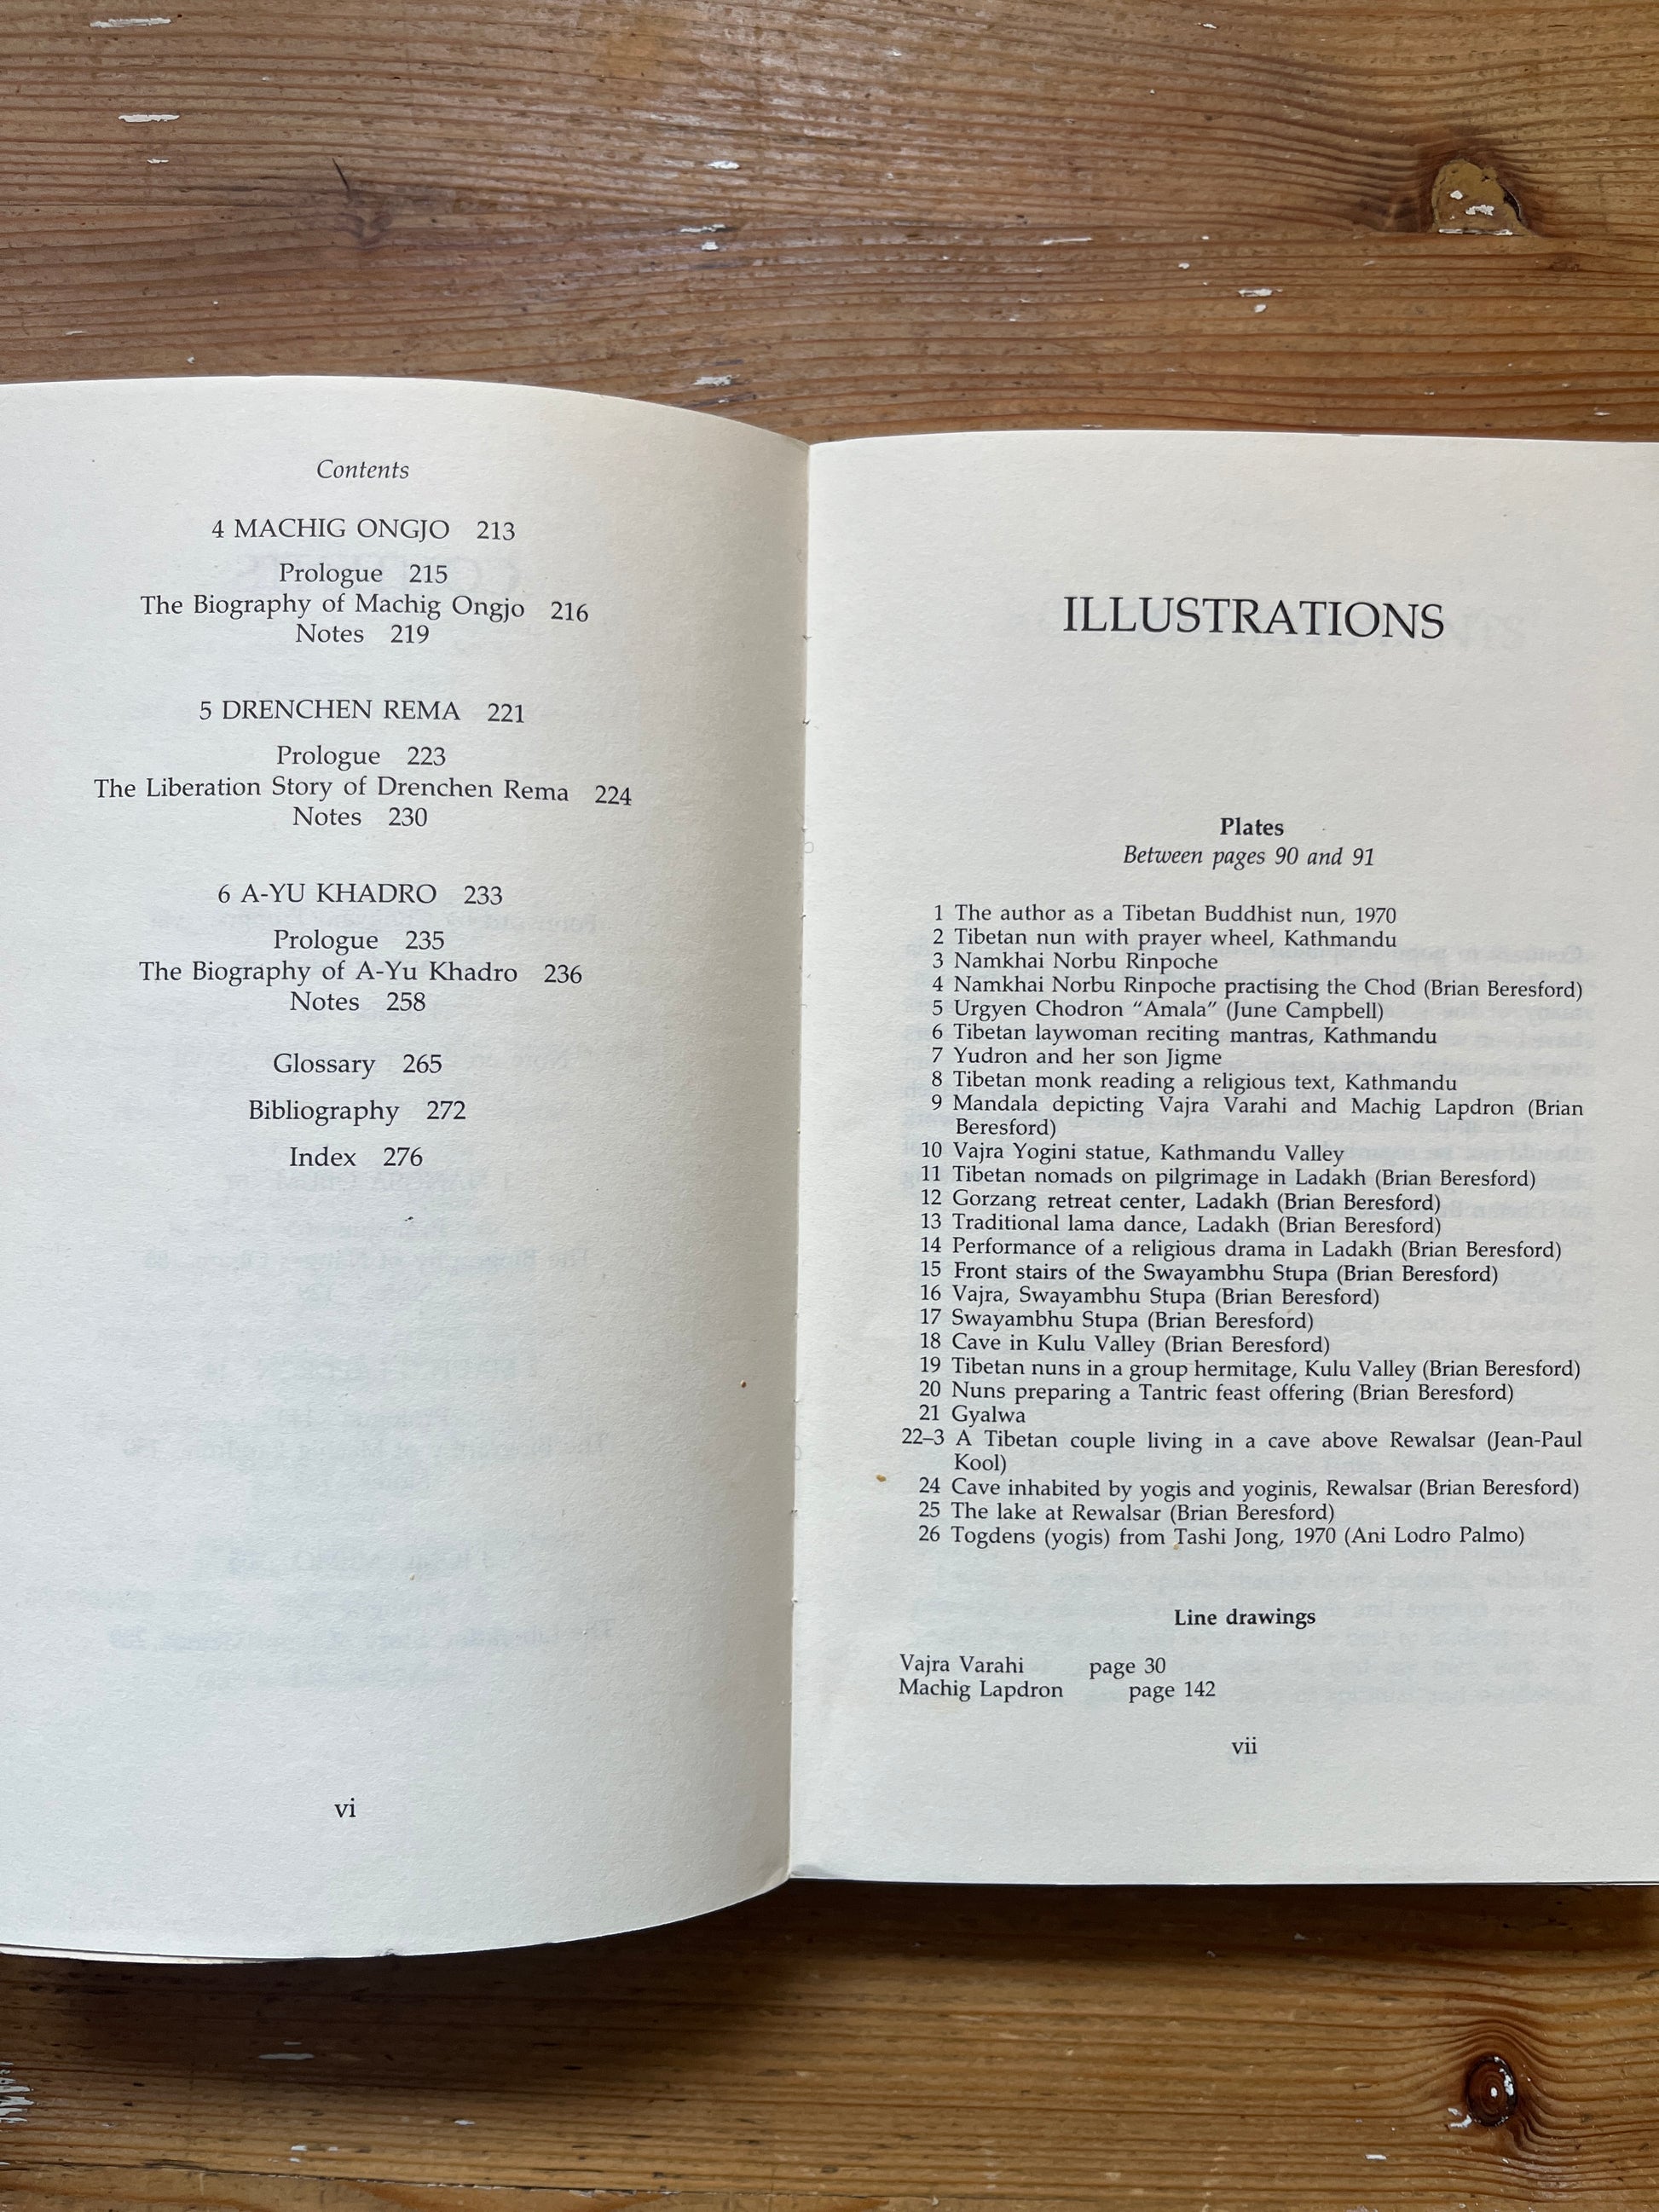 Contents
4 MACHIG ONGJO 213
Prologue 215
The Biography of Machig Ongjo 216
Notes 219
5 DRENCHEN REMA 221
Prologue 223
The Liberation Story of Drenchen Rema 224
Notes 230
6 A-YU KHADRO 233
Prologue 235
The Biography of A-Yu Khadro 236
Notes 258
Glossary 265
Bibliography 272
Index 276
vi
ILLUSTRATIONS
Plates
Between pages 90 and 91
1 The author as a Tibetan Buddhist nun, 1970
2 Tibetan nun with prayer wheel, Kathmandu
3 Namkhai Norbu Rinpoche
4 Namkhai Norbu Rinpoche practising the Chod (Brian Beresford)
5 Urgyen Chodron "Amala" (June Campbell)
6 Tibetan laywoman reciting mantras, Kathmandu
7 Yudron and her son Jigme
8 Tibetan monk reading a religious text, Kathmandu
9 Mandala depicting Vajra Varahi and Machig Lapdron (Brian
Beresford)
10 Vajra Yogini statue, Kathmandu Valley
11 Tibetan nomads on pilgrimage in Ladakh (Brian Beresford)
12 Gorzang retreat center, Ladakh (Brian Beresford)
13 Traditional lama dance, Ladakh (Brian Beresford)
14 Performance of a religious drama in Ladakh (Brian Beresford)
15 Front stairs of the Swayambhu Stupa (Brian Beresford)
16 Vajra, Swayambhu Stupa (Brian Beresford)
17 Swayambhu Stupa (Brian Beresford)
18 Cave in Kulu Valley (Brian Beresford)
19 Tibetan nuns in a group hermitage, Kulu Valley (Brian Beresford)
20 Nuns preparing a Tantric feast offering (Brian Beresford)
21 Gyalwa
22–3 A Tibetan couple living in a cave above Rewalsar (Jean-Paul
Kool)
24 Cave inhabited by yogis and yoginis, Rewalsar (Brian Beresford)
25 The lake at Rewalsar (Brian Beresford)
26 Togdens (yogis) from Tashi Jong, 1970 (Ani Lodro Palmo)
Line drawings
Vajra Varahi page 30
Machig Lapdron page 142
vii